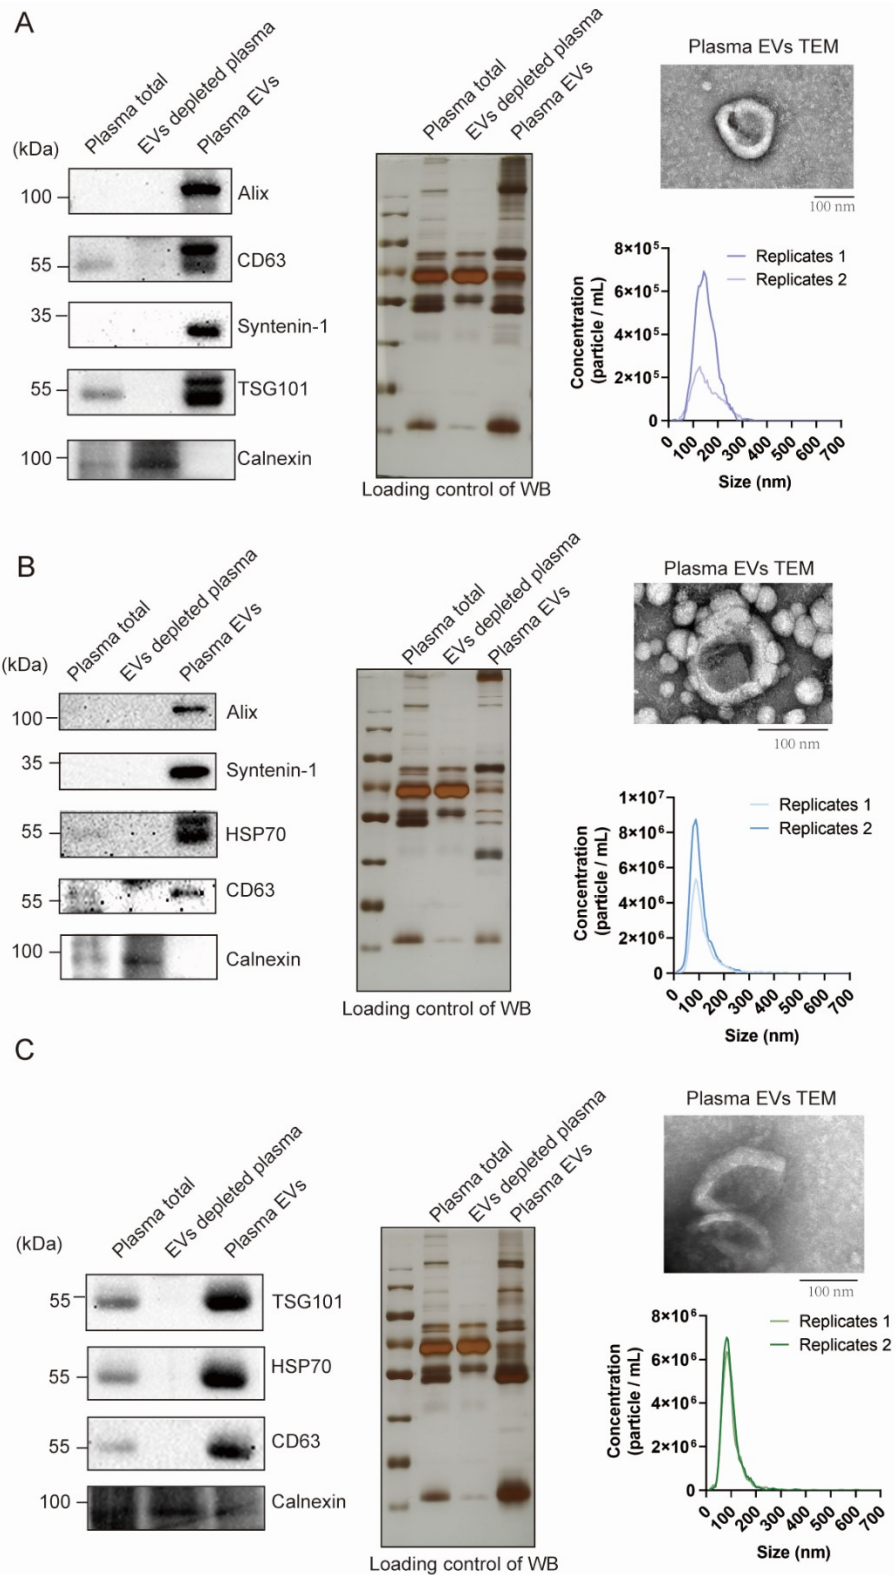 A
Plasma total
EVs depleted plasma
Plasma EVs
(kDa)
100
Alix
55
CD63
35
Syntenin-1
55
TSG101
100
Calnexin
Plasma total
EVs depleted plasma
Plasma EVs
Loading control of WB
Plasma EVs TEM
100 nm
Concentration
(particle / mL)
8×10⁵
6×10⁵
4×10⁵
2×10⁵
0
Replicates 1
Replicates 2
0 100 200 300 400 500 600 700
Size (nm)
B
Plasma total
EVs depleted plasma
Plasma EVs
(kDa)
100
Alix
35
Syntenin-1
55
HSP70
55
CD63
100
Calnexin
Plasma total
EVs depleted plasma
Plasma EVs
Loading control of WB
Plasma EVs TEM
100 nm
Concentration
(particle / mL)
1×10⁷
8×10⁶
6×10⁶
4×10⁶
2×10⁶
0
Replicates 1
Replicates 2
0 100 200 300 400 500 600 700
Size (nm)
C
Plasma total
EVs depleted plasma
Plasma EVs
(kDa)
55
TSG101
55
HSP70
55
CD63
100
Calnexin
Plasma total
EVs depleted plasma
Plasma EVs
Loading control of WB
Plasma EVs TEM
100 nm
Concentration
(particle / mL)
8×10⁶
6×10⁶
4×10⁶
2×10⁶
0
Replicates 1
Replicates 2
0 100 200 300 400 500 600 700
Size (nm)